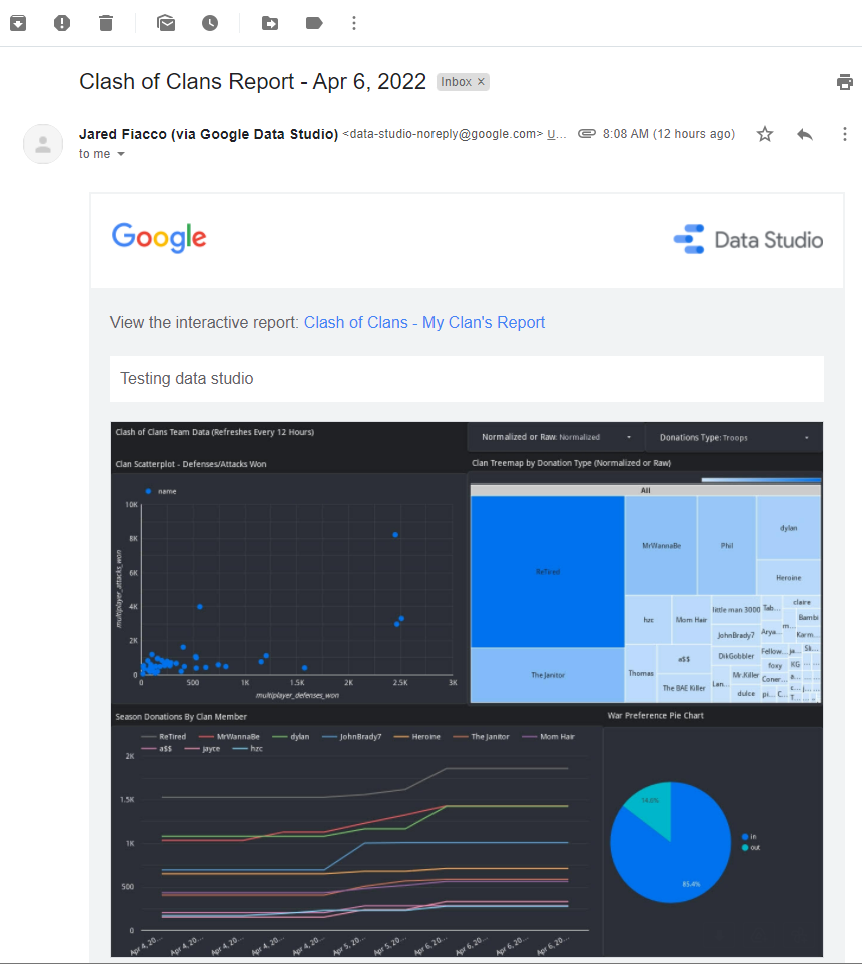 Clash of Clans Report - Apr 6, 2022 Inbox ×
Jared Fiacco (via Google Data Studio) <data-studio-noreply@google.com> U... 8:08 AM (12 hours ago)
to me
Google Data Studio
View the interactive report: Clash of Clans - My Clan's Report
Testing data studio
Clash of Clans Team Data (Refreshes Every 12 Hours)
Normalized or Raw: Normalized
Donations Type: Troops
Clan Scatterplot - Defenses/Attacks Won
name
10K
8K
6K
4K
2K
0
multiplayer_attacks_won
0 500 1K 1.5K 2K 2.5K 3K
multiplayer_defenses_won
Clan Treemap by Donation Type (Normalized or Raw)
All
ReTired
The Janitor
MrWannaBe
Phil
dylan
Heroine
hzc
Mom Hair
little man 3000
Tab...
claire
Bambi
JohnBrady7
Arya...
m...
Karm...
Thomas
a$$
The BAE Killer
DikGobbler
Fellow...
ja...
Sk...
Lan...
Mr.Killer
foxy
KG
dulce
Coner...
a...
pi...
C...
c...
T...
Season Donations By Clan Member
ReTired MrWannaBe dylan JohnBrady7 Heroine The Janitor Mom Hair
a$$ jayce hzc
2K
1.5K
1K
500
0
Apr 4, 20... Apr 4, 20... Apr 4, 20... Apr 4, 20... Apr 4, 20... Apr 5, 20... Apr 5, 20... Apr 6, 20... Apr 6, 20... Apr 6, 20... Apr 6, 20...
War Preference Pie Chart
14.6%
85.4%
in
out